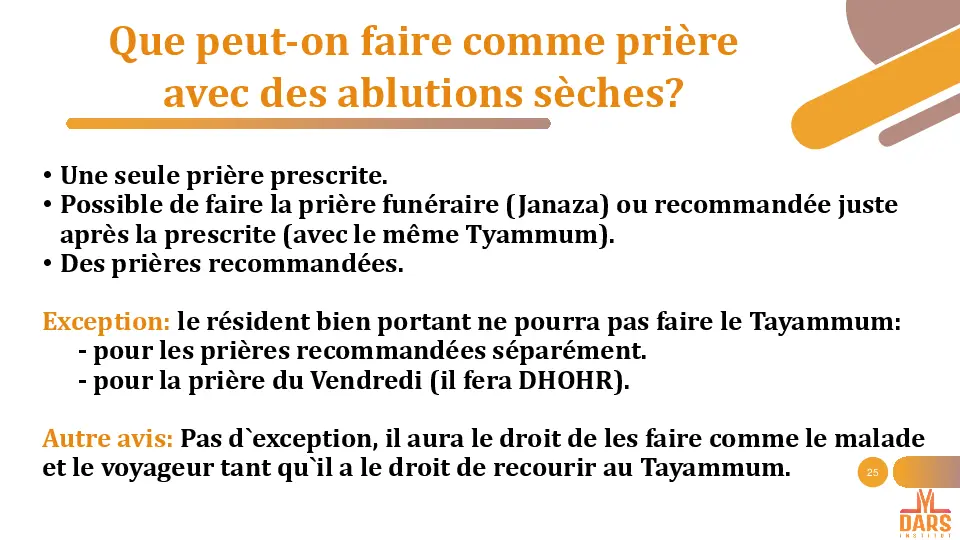 Que peut-on faire comme prière
avec des ablutions sèches?
• Une seule prière prescrite.
• Possible de faire la prière funéraire (Janaza) ou recommandée juste
après la prescrite (avec le même Tyammum).
• Des prières recommandées.
Exception: le résident bien portant ne pourra pas faire le Tayammum:
- pour les prières recommandées séparément.
- pour la prière du Vendredi (il fera DHOHR).
Autre avis: Pas d`exception, il aura le droit de les faire comme le malade
et le voyageur tant qu`il a le droit de recourir au Tayammum.
25
DARS
INSTITUT